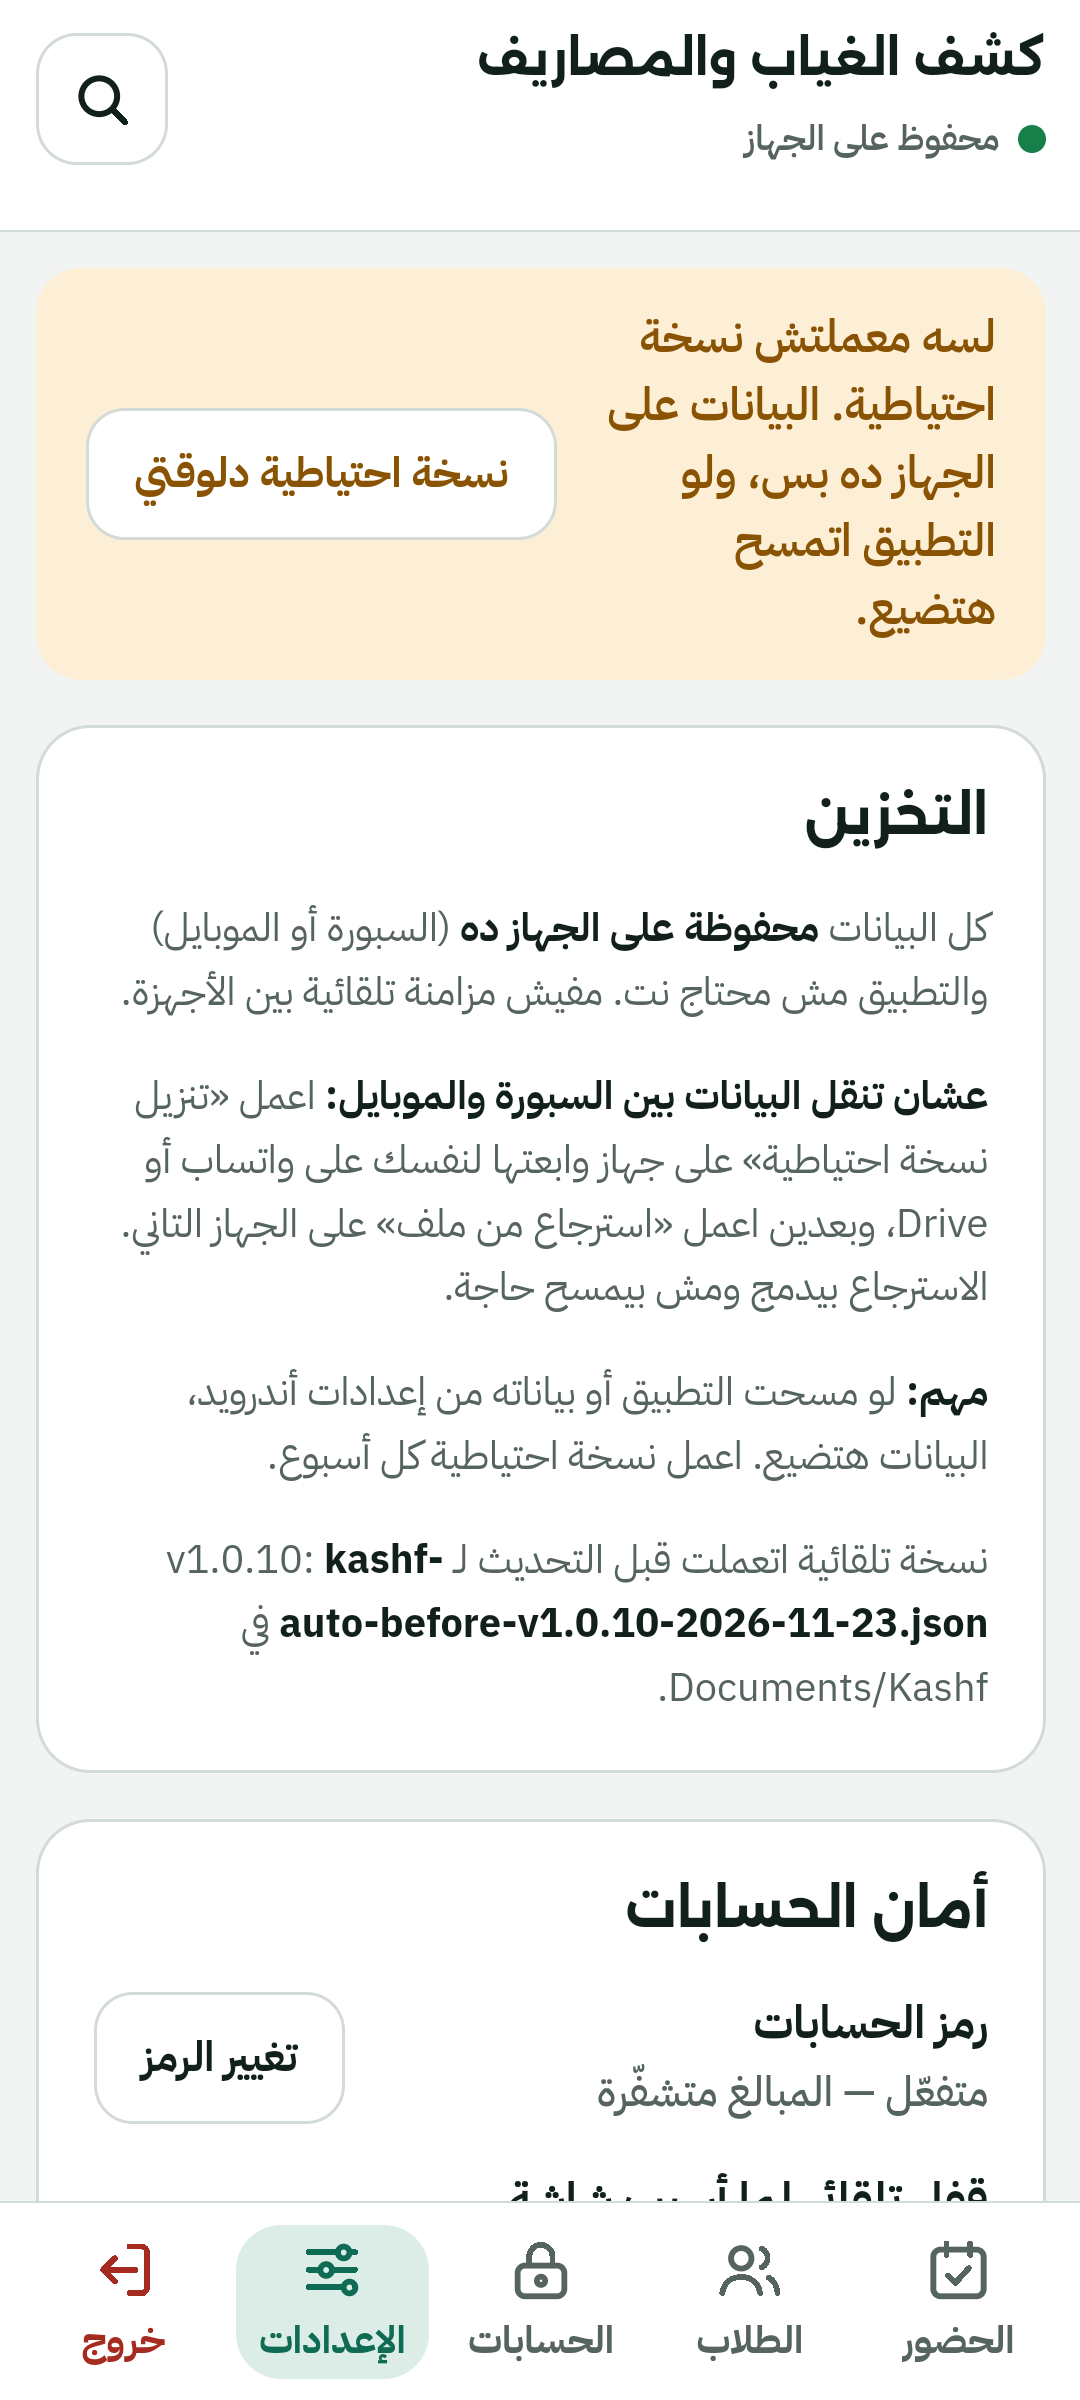 كشف الغياب والمصاريف
محفوظ على الجهاز
لسه معملتش نسخة
احتياطية. البيانات على
الجهاز ده بس، ولو
التطبيق اتمسح
هتضيع.
نسخة احتياطية دلوقتي
التخزين
كل البيانات محفوظة على الجهاز ده (السبورة أو الموبايل)
والتطبيق مش محتاج نت. مفيش مزامنة تلقائية بين الأجهزة.
عشان تنقل البيانات بين السبورة والموبايل: اعمل «تنزيل
نسخة احتياطية» على جهاز وابعتها لنفسك على واتساب أو
Drive، وبعدين اعمل «استرجاع من ملف» على الجهاز التاني.
الاسترجاع بيدمج ومش بيمسح حاجة.
مهم: لو مسحت التطبيق أو بياناته من إعدادات أندرويد،
البيانات هتضيع. اعمل نسخة احتياطية كل أسبوع.
نسخة تلقائية اتعملت قبل التحديث لـ v1.0.10: kashf-
auto-before-v1.0.10-2026-11-23.json في
Documents/Kashf.
أمان الحسابات
رمز الحسابات
متفعّل — المبالغ متشفّرة
تغيير الرمز
قفل تلقائي لما أسيب شاشة
الحضور
الطلاب
الحسابات
الإعدادات
خروج